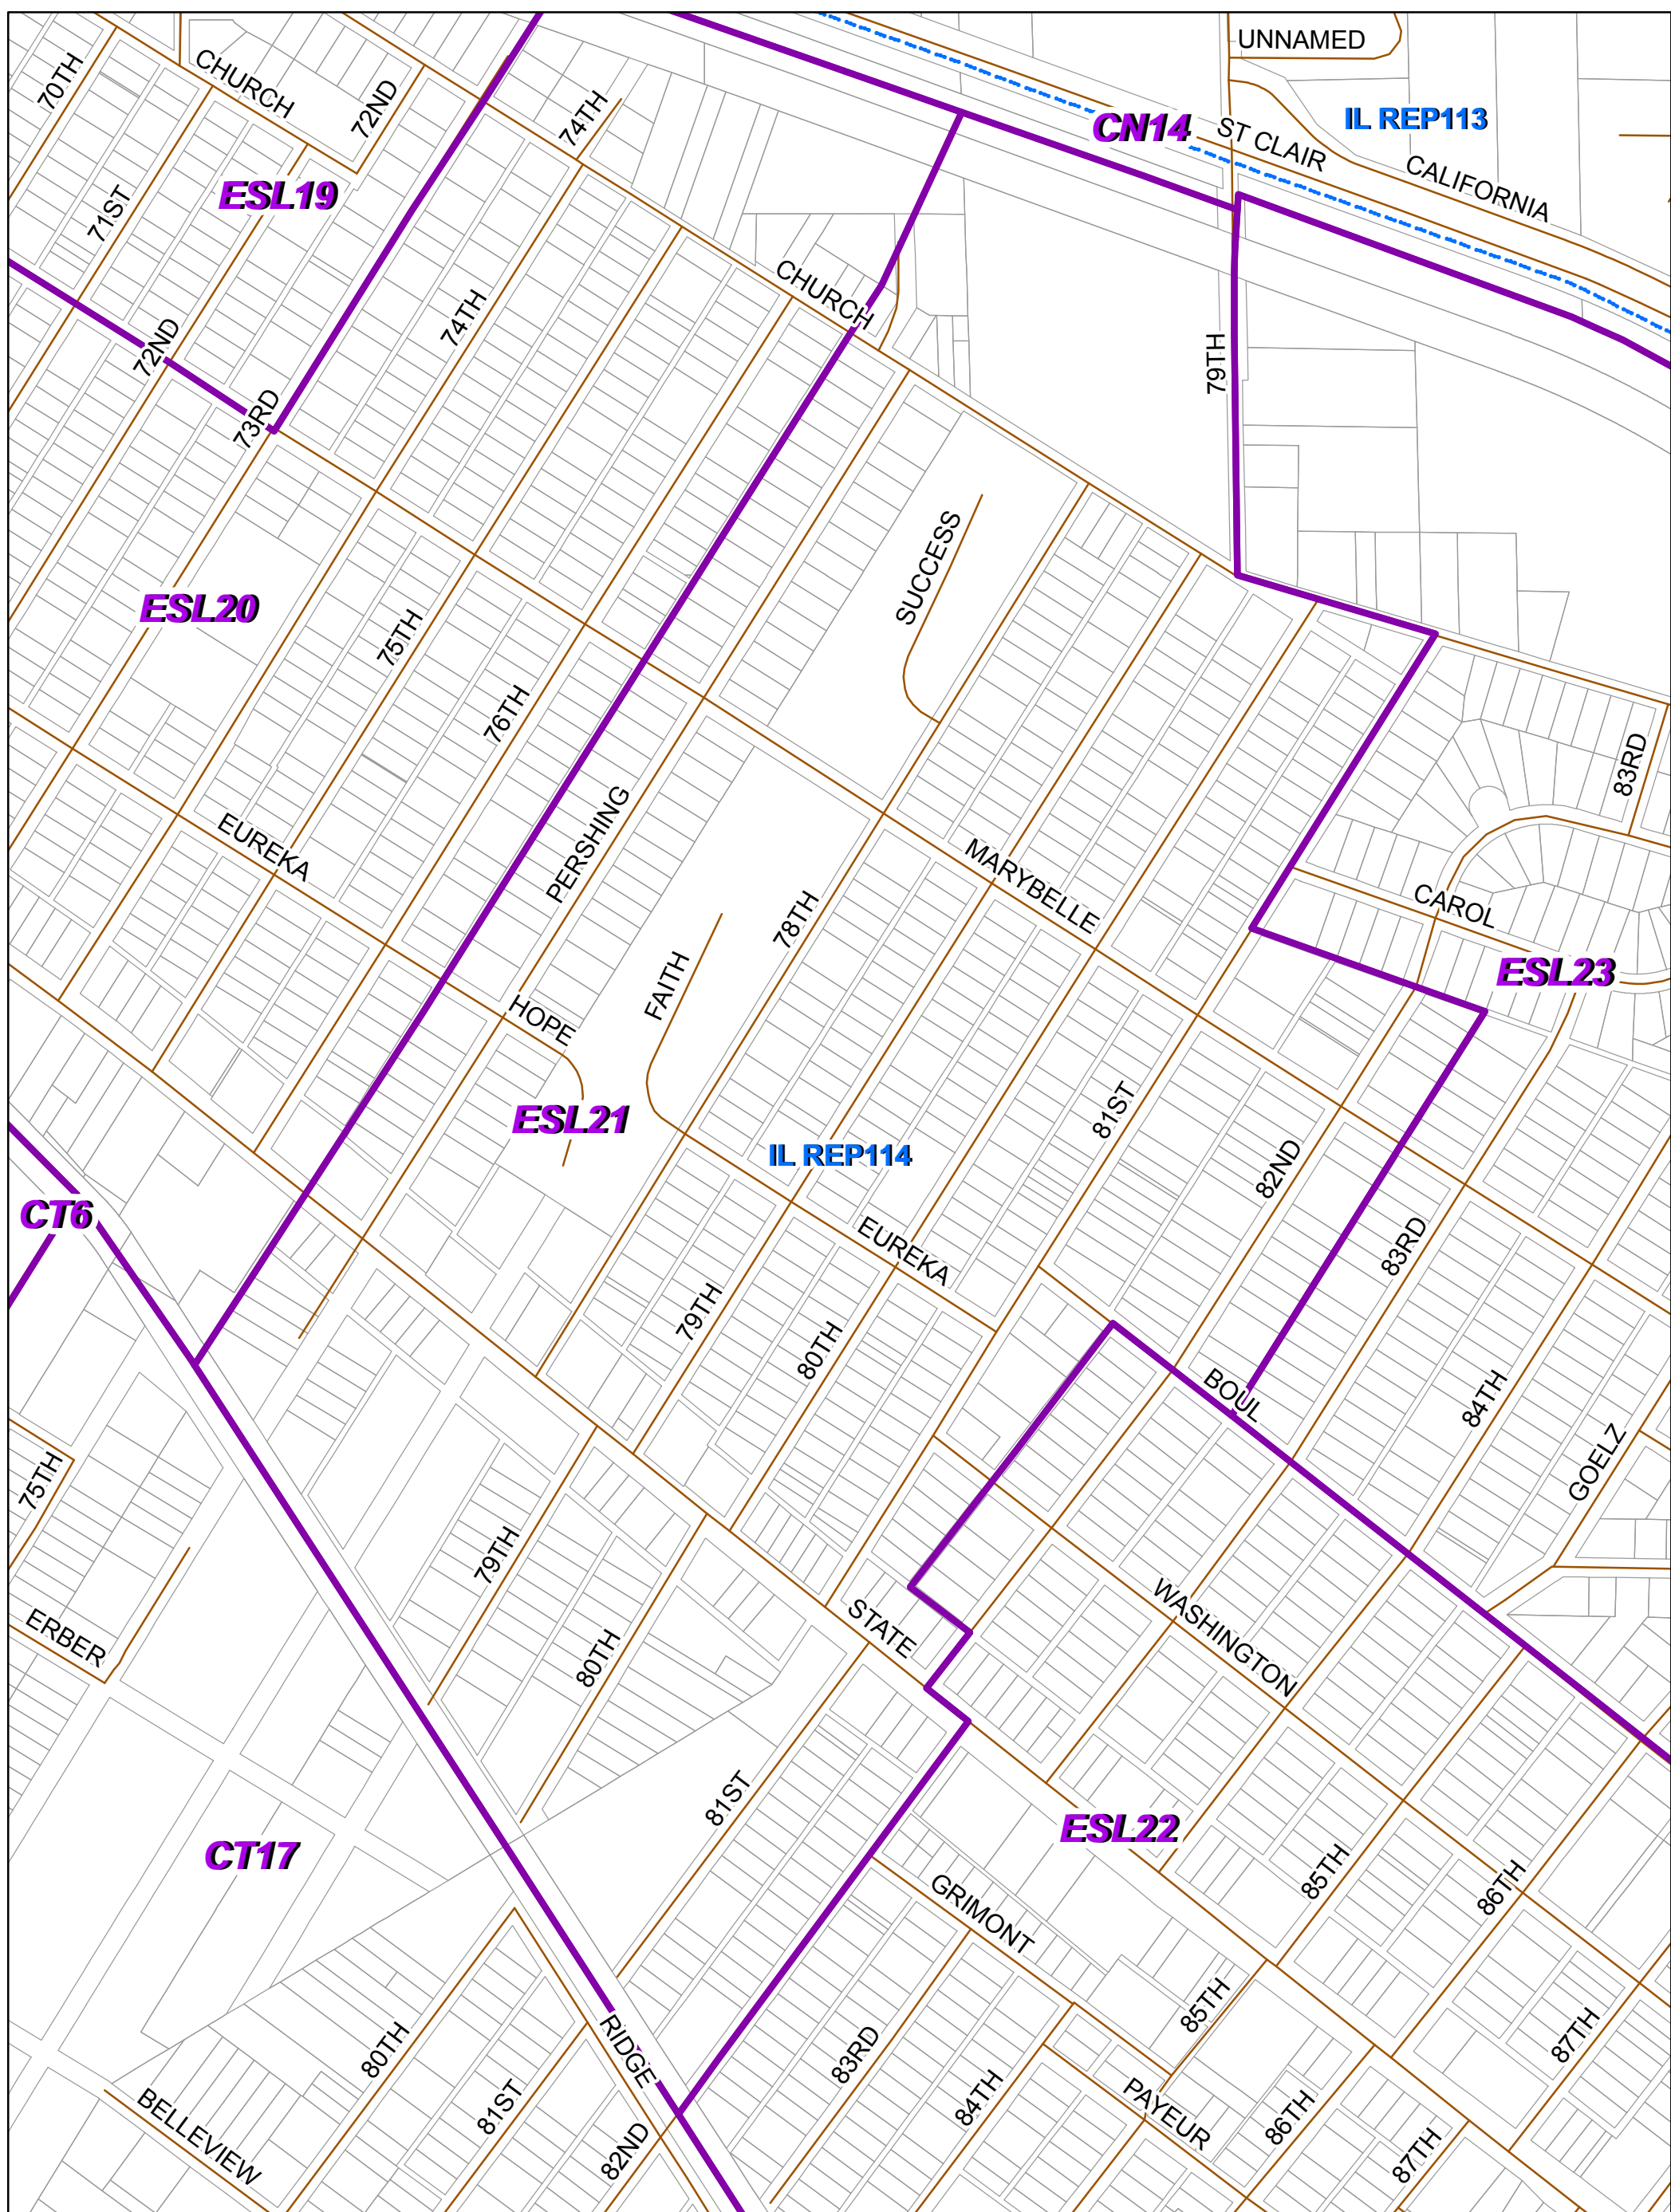 UNNAMED
70TH
CHURCH
72ND
74TH
IL REP113
CN14
ST CLAIR
CALIFORNIA
ESL19
71ST
CHURCH
74TH
72ND
79TH
73RD
SUCCESS
ESL20
75TH
76TH
83RD
EUREKA
PERSHING
MARYBELLE
CAROL
78TH
ESL23
FAITH
HOPE
ESL21
81ST
IL REP114
82ND
CT6
EUREKA
83RD
79TH
80TH
BOUL
84TH
GOELZ
75TH
79TH
WASHINGTON
ERBER
STATE
80TH
81ST
ESL22
CT17
85TH
86TH
GRIMONT
85TH
RIDGE
80TH
83RD
87TH
84TH
81ST
PAYEUR
86TH
BELLEVIEW
82ND
87TH